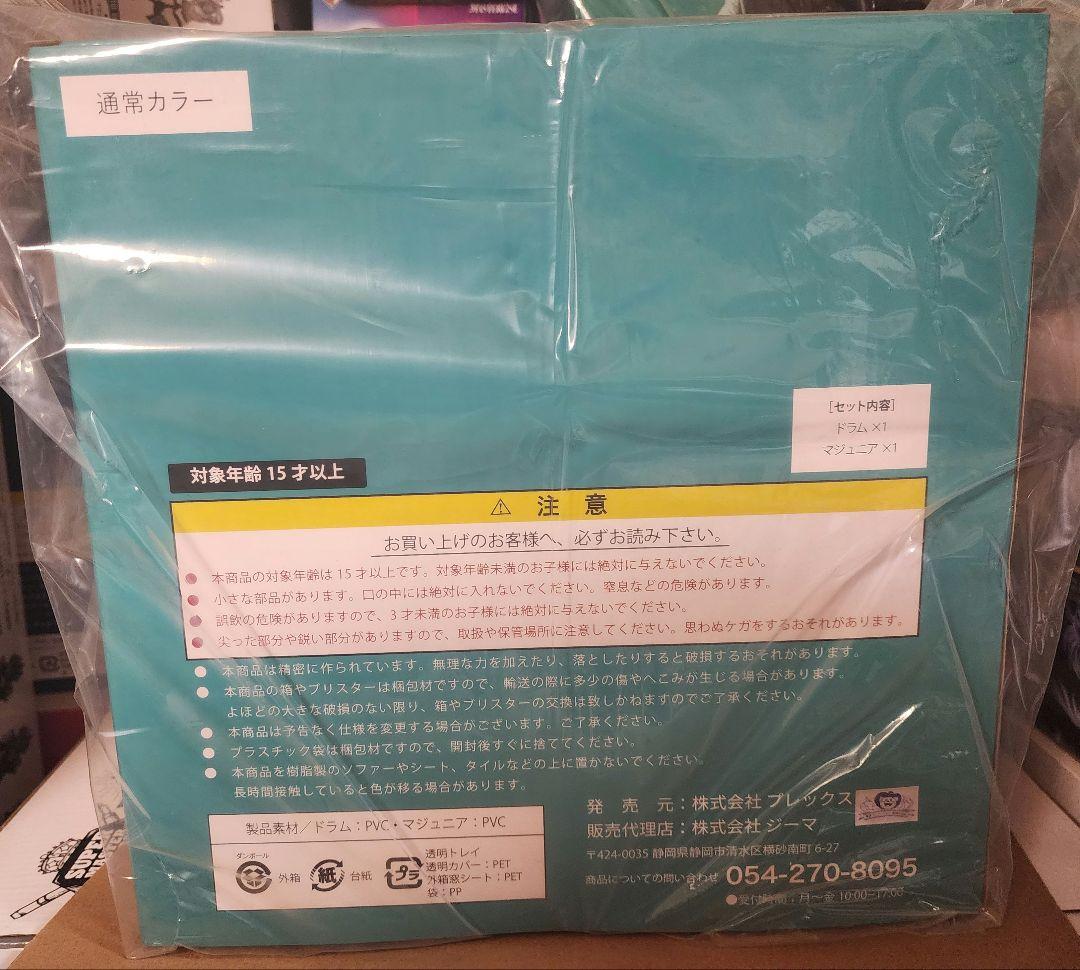 通常カラー
[セット内容]
ドラム ×1
マジュニア ×1
対象年齢 15 才以上
⚠ 注 意
お買い上げのお客様へ、必ずお読み下さい。
● 本商品の対象年齢は 15 才以上です。対象年齢未満のお子様には絶対に与えないでください。
● 小さな部品があります。口の中には絶対に入れないでください。窒息などの危険があります。
● 誤飲の危険がありますので、3 才未満のお子様には絶対に与えないでください。
● 尖った部分や鋭い部分がありますので、取扱や保管場所に注意してください。思わぬケガをするおそれがあります。
● 本商品は精密に作られています。無理な力を加えたり、落としたりすると破損するおそれがあります。
● 本商品の箱やブリスターは梱包材ですので、輸送の際に多少の傷やへこみが生じる場合があります。
よほどの大きな破損のない限り、箱やブリスターの交換は致しかねますのでご了承ください。
● 本商品は予告なく仕様を変更する場合がございます。ご了承ください。
● プラスチック袋は梱包材ですので、開封後すぐに捨ててください。
● 本商品を樹脂製のソファーやシート、タイルなどの上に置かないでください。
長時間接触していると色が移る場合があります。
製品素材/ドラム:PVC・マジュニア:PVC
ダンボール
外箱
紙
台紙
プラ
透明トレイ
透明カバー:PET
外箱窓シート:PET
袋:PP
発 売 元:株式会社 プレックス
販売代理店:株式会社 ジーマ
〒424-0035 静岡県静岡市清水区横砂南町 6-27
商品についての問い合わせ 054-270-8095
●受付時間:月~金 10:00~17:00